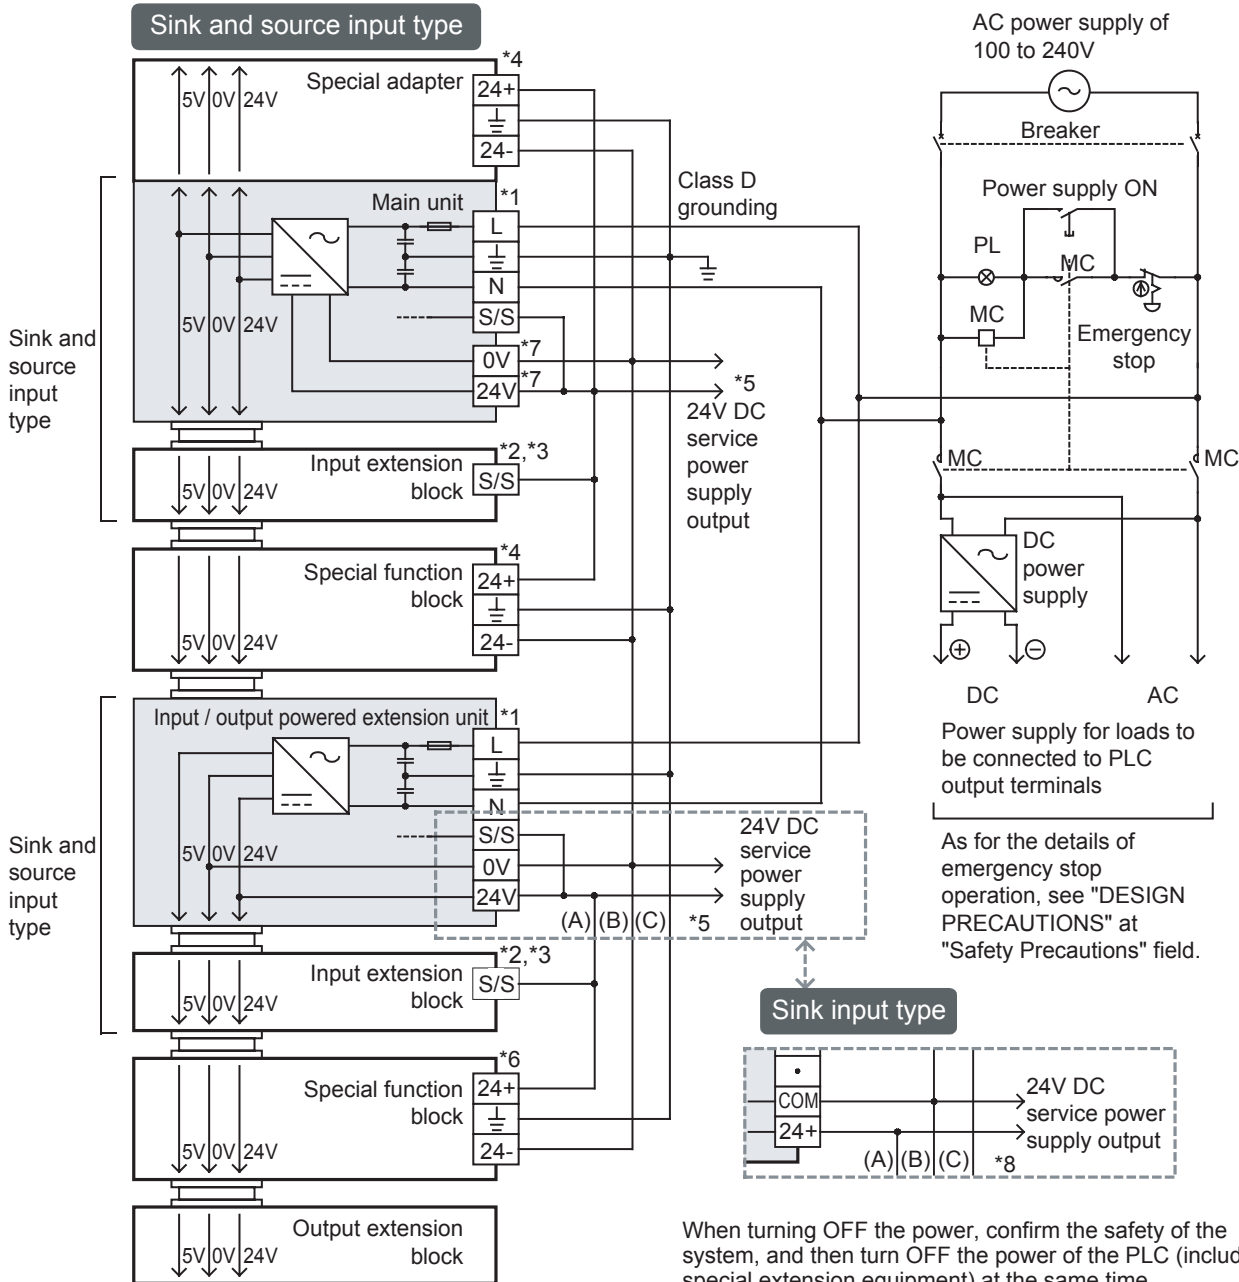 Sink and source input type
Special adapter
*4
24+
24-
5V 0V 24V
Main unit
*1
L
N
S/S
0V
*7
24V
*7
5V 0V 24V
Sink and
source
input
type
Class D
grounding
*5
24V DC
service
power
supply
output
Input extension
block
*2,*3
S/S
5V 0V 24V
Special function
block
*4
24+
24-
5V 0V 24V
Input / output powered extension unit
*1
L
N
S/S
0V
24V
5V 0V 24V
Sink and
source
input
type
24V DC
service
power
supply
output
(A) (B) (C)
*5
Input extension
block
*2,*3
S/S
5V 0V 24V
Special function
block
*6
24+
24-
5V 0V 24V
Output extension
block
5V 0V 24V
AC power supply of
100 to 240V
Breaker
Power supply ON
PL
MC
MC
Emergency
stop
MC
MC
DC
power
supply
DC
AC
Power supply for loads to
be connected to PLC
output terminals
As for the details of
emergency stop
operation, see "DESIGN
PRECAUTIONS" at
"Safety Precautions" field.
Sink input type
COM
24+
24V DC
service power
supply output
(A) (B) (C)
*8
When turning OFF the power, confirm the safety of the
system, and then turn OFF the power of the PLC (includ
special extension equipment) at the same time